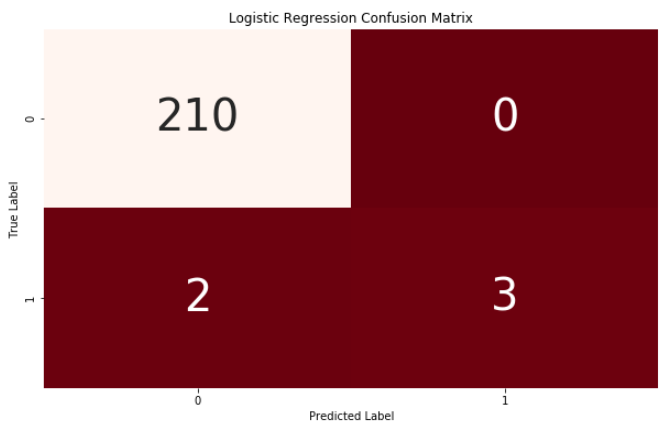 Logistic Regression Confusion Matrix
True Label
0
210
0
1
2
3
0
1
Predicted Label